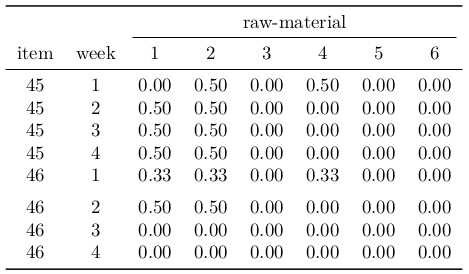 raw-material
item week 1 2 3 4 5 6
45 1 0.00 0.50 0.00 0.50 0.00 0.00
45 2 0.50 0.50 0.00 0.00 0.00 0.00
45 3 0.50 0.50 0.00 0.00 0.00 0.00
45 4 0.50 0.50 0.00 0.00 0.00 0.00
46 1 0.33 0.33 0.00 0.33 0.00 0.00
46 2 0.50 0.50 0.00 0.00 0.00 0.00
46 3 0.00 0.00 0.00 0.00 0.00 0.00
46 4 0.00 0.00 0.00 0.00 0.00 0.00